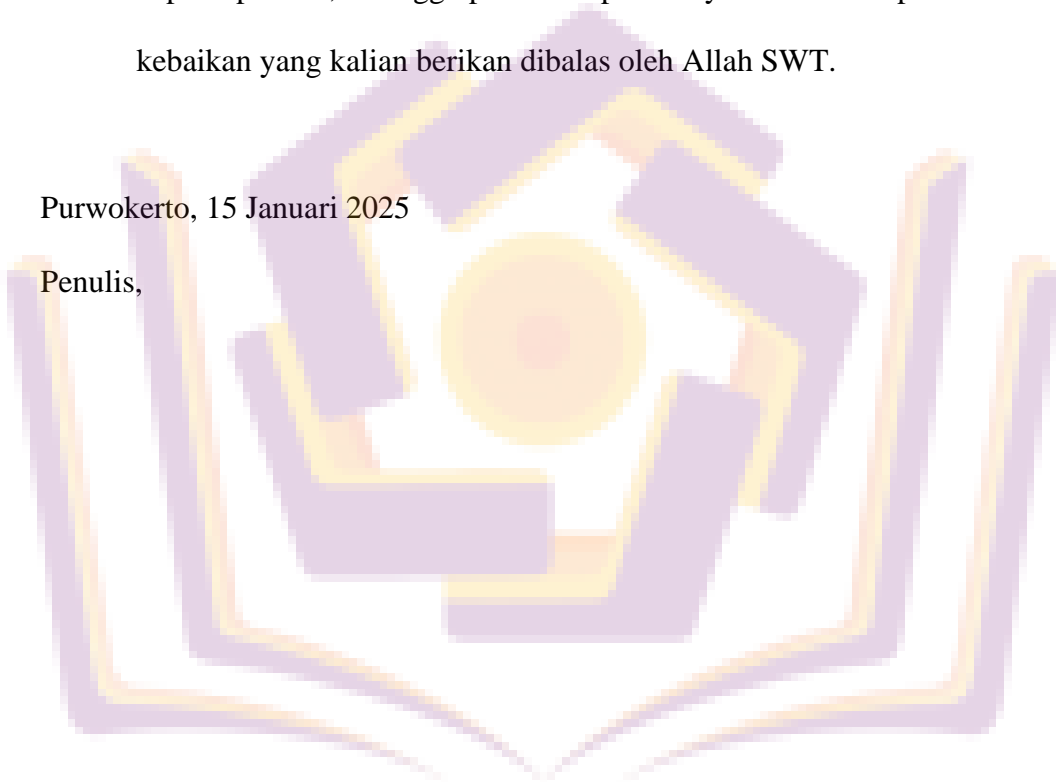 kebaikan yang kalian berikan dibalas oleh Allah SWT.
Purwokerto, 15 Januari 2025
Penulis,